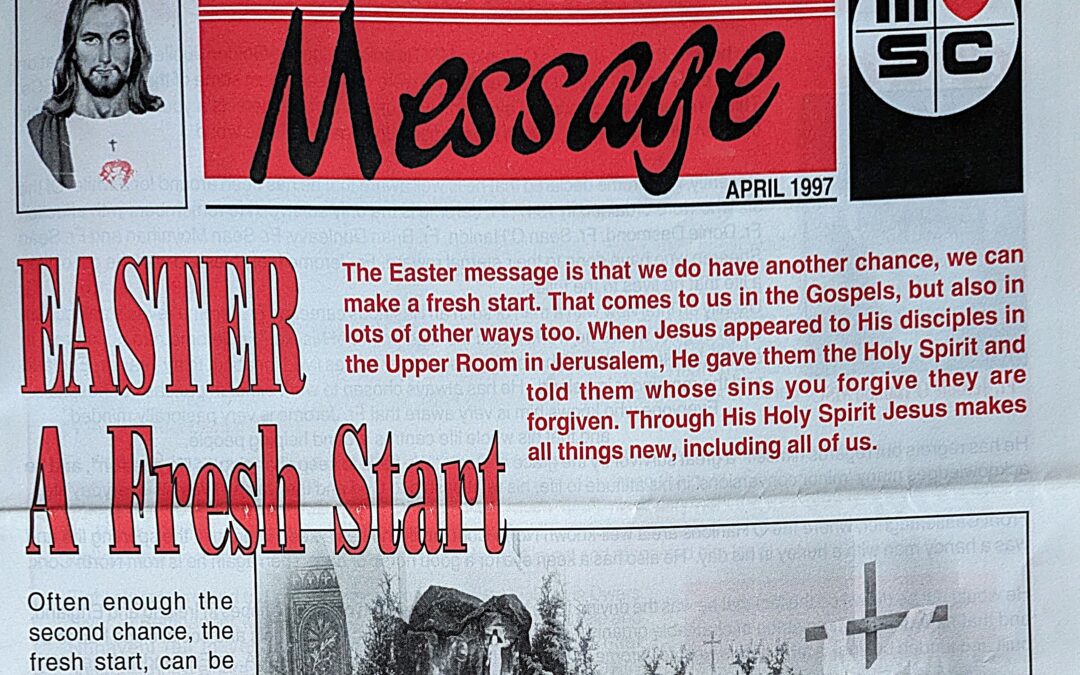 Message
M
SC
APRIL 1997
EASTER
A Fresh Start
The Easter message is that we do have another chance, we can
make a fresh start. That comes to us in the Gospels, but also in
lots of other ways too. When Jesus appeared to His disciples in
the Upper Room in Jerusalem, He gave them the Holy Spirit and
told them whose sins you forgive they are
forgiven. Through His Holy Spirit Jesus makes
all things new, including all of us.
Often enough the
second chance, the
fresh start, can be